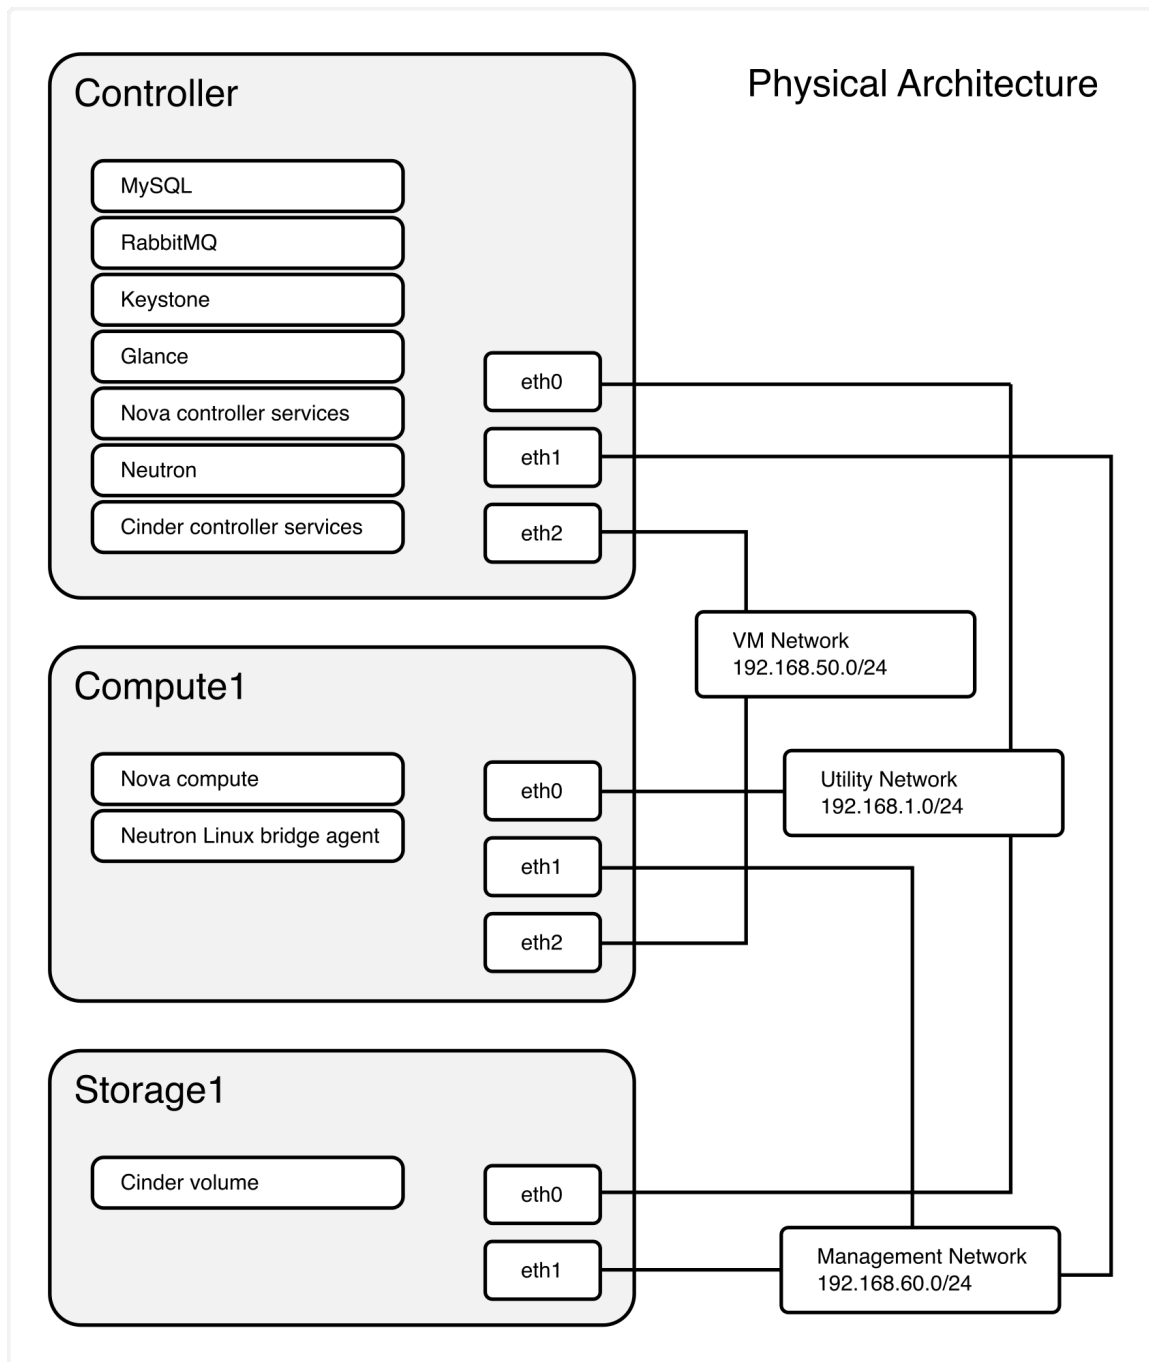 Physical Architecture
Controller
MySQL
RabbitMQ
Keystone
Glance
Nova controller services
Neutron
Cinder controller services
eth0
eth1
eth2
VM Network
192.168.50.0/24
Compute1
Nova compute
Neutron Linux bridge agent
eth0
eth1
eth2
Utility Network
192.168.1.0/24
Storage1
Cinder volume
eth0
eth1
Management Network
192.168.60.0/24